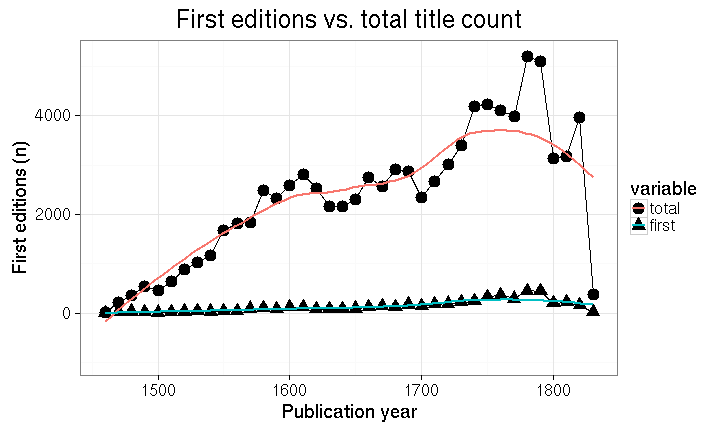 First editions vs. total title count
First editions (n)
4000
2000
0
1500
1600
1700
1800
Publication year
variable
total
first